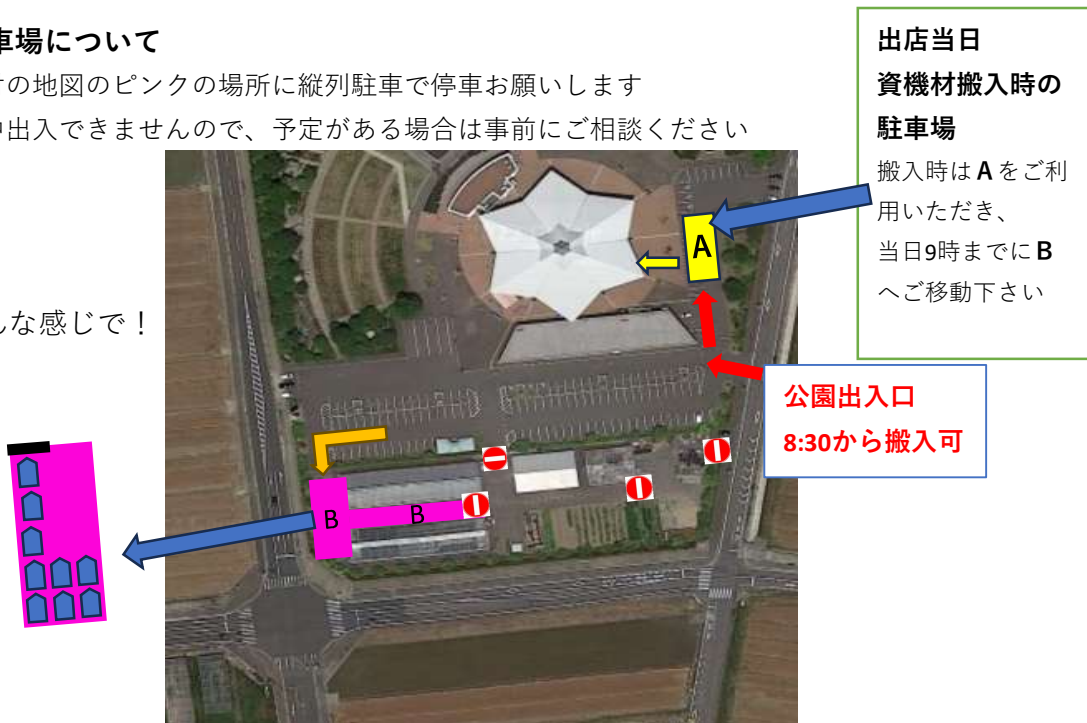 車場について
の地図のピンクの場所に縦列駐車で停車お願いします
出入できませんので、予定がある場合は事前にご相談ください
な感じで！
出店当日
資機材搬入時の
駐車場
搬入時は A をご利
用いただき、
当日9時までに B
へご移動下さい
A
公園出入口
8:30から搬入可
B
B